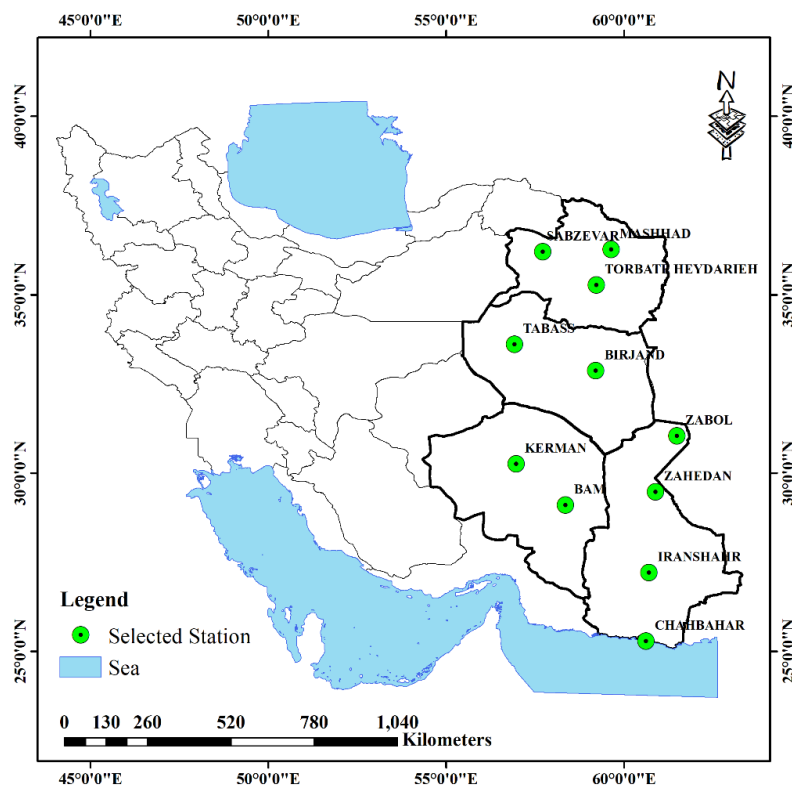 45°0'0"E 50°0'0"E 55°0'0"E 60°0'0"E
N
40°0'0"N 40°0'0"N
SABZEVAR MASHHAD
TORBATE HEYDARIEH
35°0'0"N 35°0'0"N
TABASS
BIRJAND
ZABOL
KERMAN
ZAHEDAN
30°0'0"N 30°0'0"N
BAM
IRANSHAHR
Legend
CHAHBAHAR
Selected Station
25°0'0"N 25°0'0"N
Sea
0 130 260 520 780 1,040
Kilometers
45°0'0"E 50°0'0"E 55°0'0"E 60°0'0"E